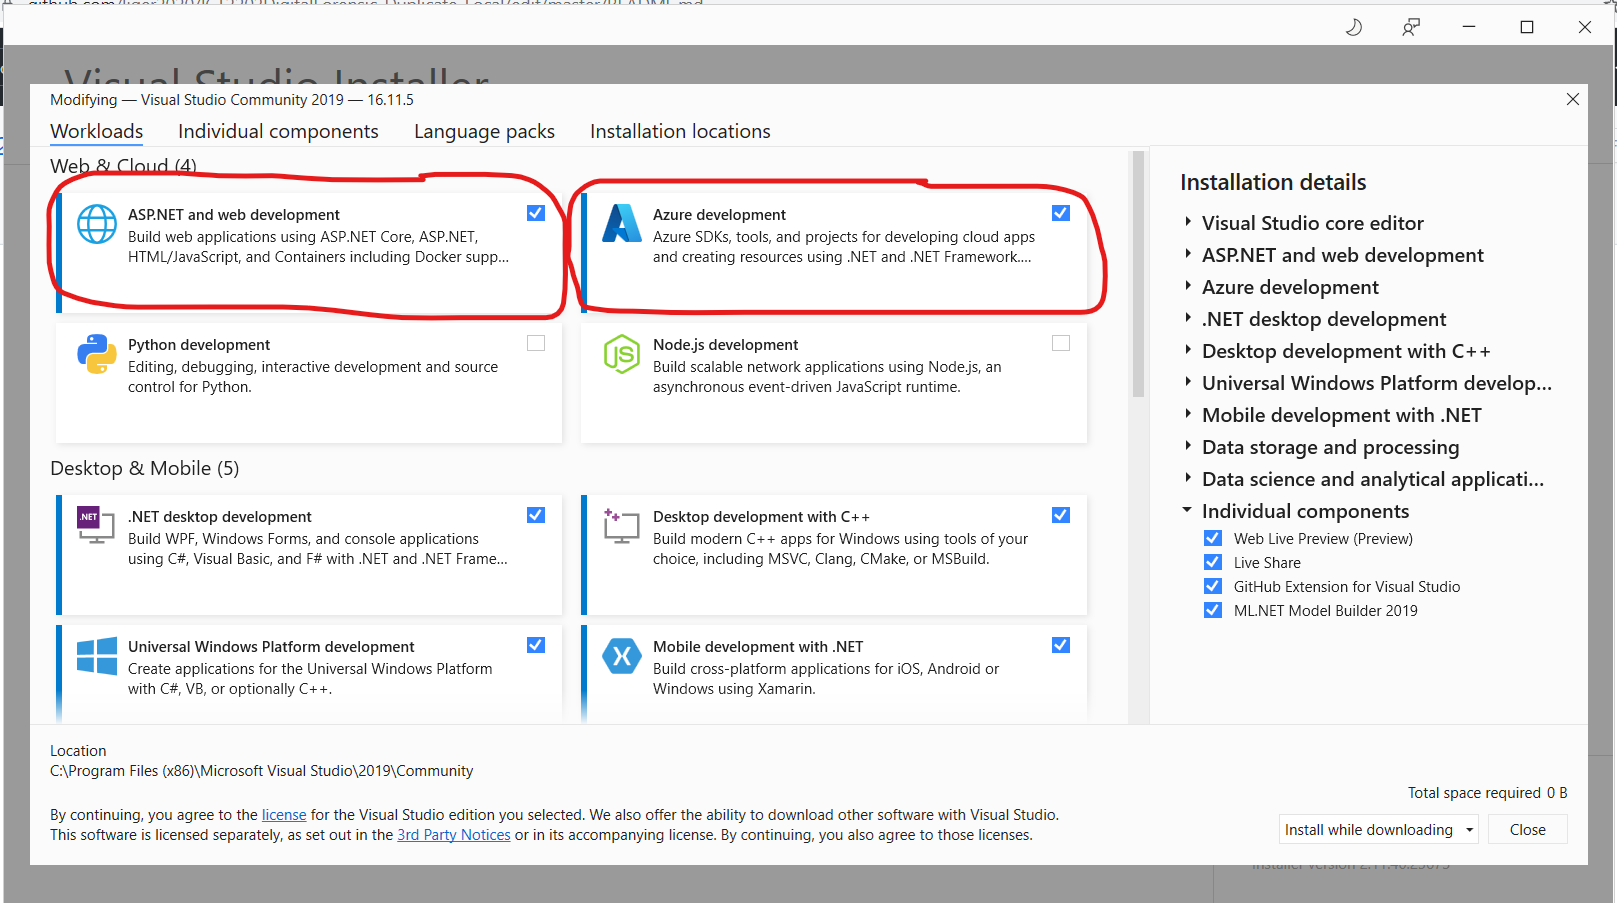 Visual Studio Installer
Modifying — Visual Studio Community 2019 — 16.11.5
Workloads
Individual components
Language packs
Installation locations
Web & Cloud (4)
ASP.NET and web development
Build web applications using ASP.NET Core, ASP.NET,
HTML/JavaScript, and Containers including Docker supp...
Azure development
Azure SDKs, tools, and projects for developing cloud apps
and creating resources using .NET and .NET Framework....
Python development
Editing, debugging, interactive development and source
control for Python.
JS
Node.js development
Build scalable network applications using Node.js, an
asynchronous event-driven JavaScript runtime.
Desktop & Mobile (5)
.NET
.NET desktop development
Build WPF, Windows Forms, and console applications
using C#, Visual Basic, and F# with .NET and .NET Frame...
Desktop development with C++
Build modern C++ apps for Windows using tools of your
choice, including MSVC, Clang, CMake, or MSBuild.
Universal Windows Platform development
Create applications for the Universal Windows Platform
with C#, VB, or optionally C++.
Mobile development with .NET
Build cross-platform applications for iOS, Android or
Windows using Xamarin.
Installation details
Visual Studio core editor
ASP.NET and web development
Azure development
.NET desktop development
Desktop development with C++
Universal Windows Platform develop...
Mobile development with .NET
Data storage and processing
Data science and analytical applicati...
Individual components
Web Live Preview (Preview)
Live Share
GitHub Extension for Visual Studio
ML.NET Model Builder 2019
Location
C:\Program Files (x86)\Microsoft Visual Studio\2019\Community
By continuing, you agree to the license for the Visual Studio edition you selected. We also offer the ability to download other software with Visual Studio.
This software is licensed separately, as set out in the 3rd Party Notices or in its accompanying license. By continuing, you also agree to those licenses.
Total space required 0 B
Install while downloading
Close